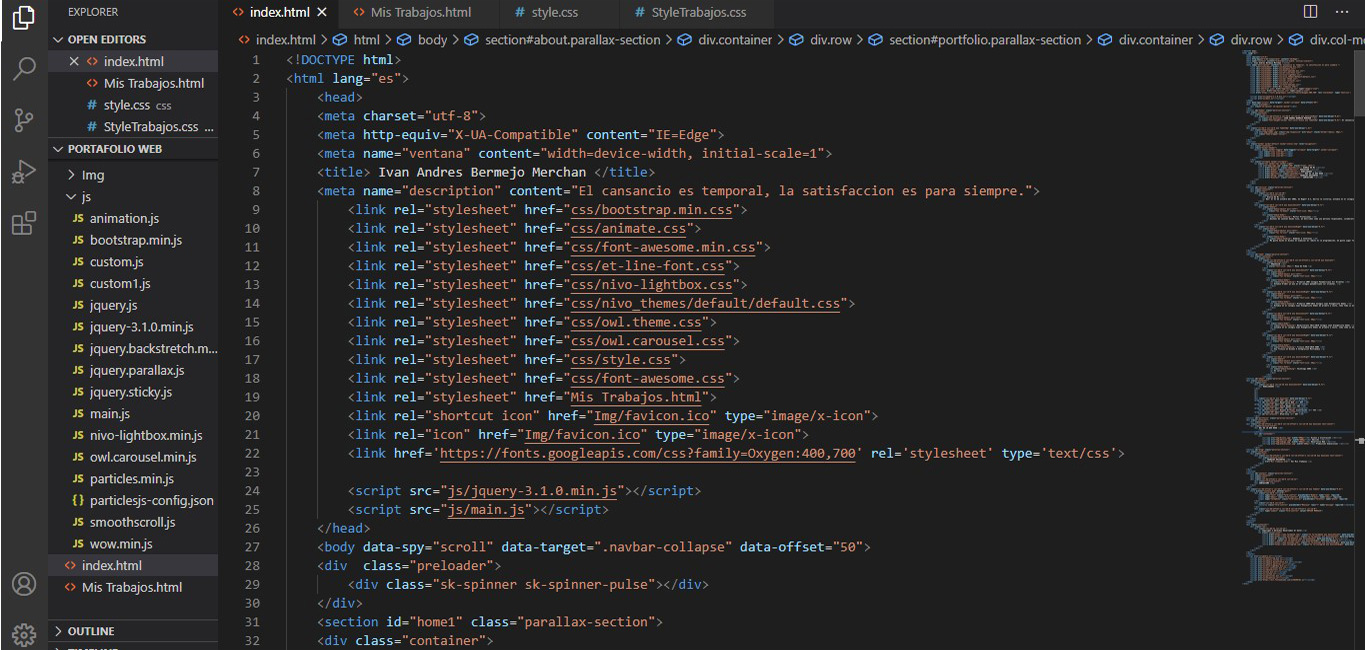 EXPLORER
OPEN EDITORS
index.html
Mis Trabajos.html
style.css css
StyleTrabajos.css ...
PORTAFOLIO WEB
Img
js
JS animation.js
JS bootstrap.min.js
JS custom.js
JS custom1.js
JS jquery.js
JS jquery-3.1.0.min.js
JS jquery.backstretch.m...
JS jquery.parallax.js
JS jquery.sticky.js
JS main.js
JS nivo-lightbox.min.js
JS owl.carousel.min.js
JS particles.min.js
{} particlesjs-config.json
JS smoothscroll.js
JS wow.min.js
index.html
Mis Trabajos.html
OUTLINE
index.html Mis Trabajos.html # style.css # StyleTrabajos.css
index.html > html > body > section#about.parallax-section > div.container > div.row > section#portfolio.parallax-section > div.container > div.row > div.col-m
1 <!DOCTYPE html>
2 <html lang="es">
3 <head>
4 <meta charset="utf-8">
5 <meta http-equiv="X-UA-Compatible" content="IE=Edge">
6 <meta name="ventana" content="width=device-width, initial-scale=1">
7 <title> Ivan Andres Bermejo Merchan </title>
8 <meta name="description" content="El cansancio es temporal, la satisfaccion es para siempre.">
9 <link rel="stylesheet" href="css/bootstrap.min.css">
10 <link rel="stylesheet" href="css/animate.css">
11 <link rel="stylesheet" href="css/font-awesome.min.css">
12 <link rel="stylesheet" href="css/et-line-font.css">
13 <link rel="stylesheet" href="css/nivo-lightbox.css">
14 <link rel="stylesheet" href="css/nivo_themes/default/default.css">
15 <link rel="stylesheet" href="css/owl.theme.css">
16 <link rel="stylesheet" href="css/owl.carousel.css">
17 <link rel="stylesheet" href="css/style.css">
18 <link rel="stylesheet" href="css/font-awesome.css">
19 <link rel="stylesheet" href="Mis Trabajos.html">
20 <link rel="shortcut icon" href="Img/favicon.ico" type="image/x-icon">
21 <link rel="icon" href="Img/favicon.ico" type="image/x-icon">
22 <link href='https://fonts.googleapis.com/css?family=Oxygen:400,700' rel='stylesheet' type='text/css'>
23
24 <script src="js/jquery-3.1.0.min.js"></script>
25 <script src="js/main.js"></script>
26 </head>
27 <body data-spy="scroll" data-target=".navbar-collapse" data-offset="50">
28 <div  class="preloader">
29 <div class="sk-spinner sk-spinner-pulse"></div>
30 </div>
31 <section id="home1" class="parallax-section">
32 <div class="container">